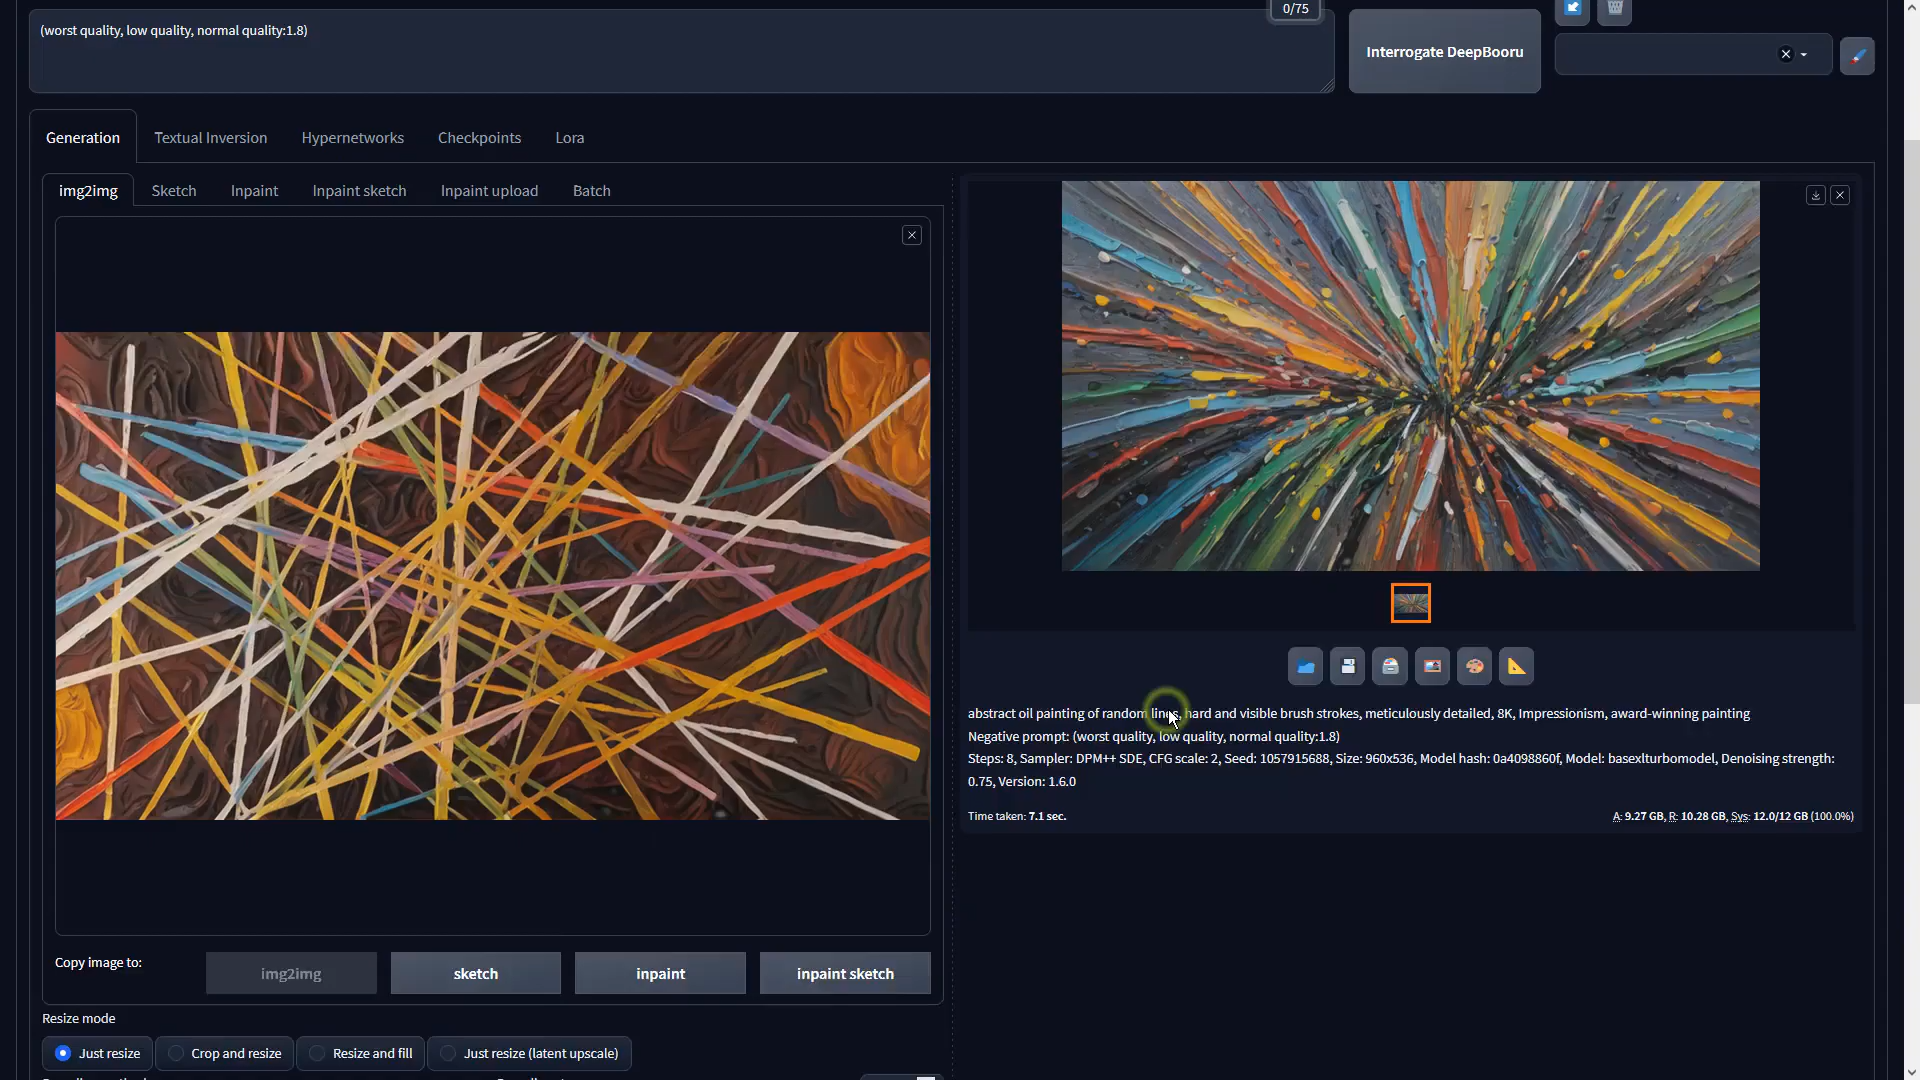 0/75
(worst quality, low quality, normal quality:1.8)
Interrogate DeepBooru
Generation Textual Inversion Hypernetworks Checkpoints Lora
img2img Sketch Inpaint Inpaint sketch Inpaint upload Batch
abstract oil painting of random lines, hard and visible brush strokes, meticulously detailed, 8K, Impressionism, award-winning painting
Negative prompt: (worst quality, low quality, normal quality:1.8)
Steps: 8, Sampler: DPM++ SDE, CFG scale: 2, Seed: 1057915688, Size: 960x536, Model hash: 0a4098860f, Model: basexlturbomodel, Denoising strength:
0.75, Version: 1.6.0
Time taken: 7.1 sec.
A: 9.27 GB, R: 10.28 GB, Sys: 12.0/12 GB (100.0%)
Copy image to: img2img sketch inpaint inpaint sketch
Resize mode
Just resize Crop and resize Resize and fill Just resize (latent upscale)